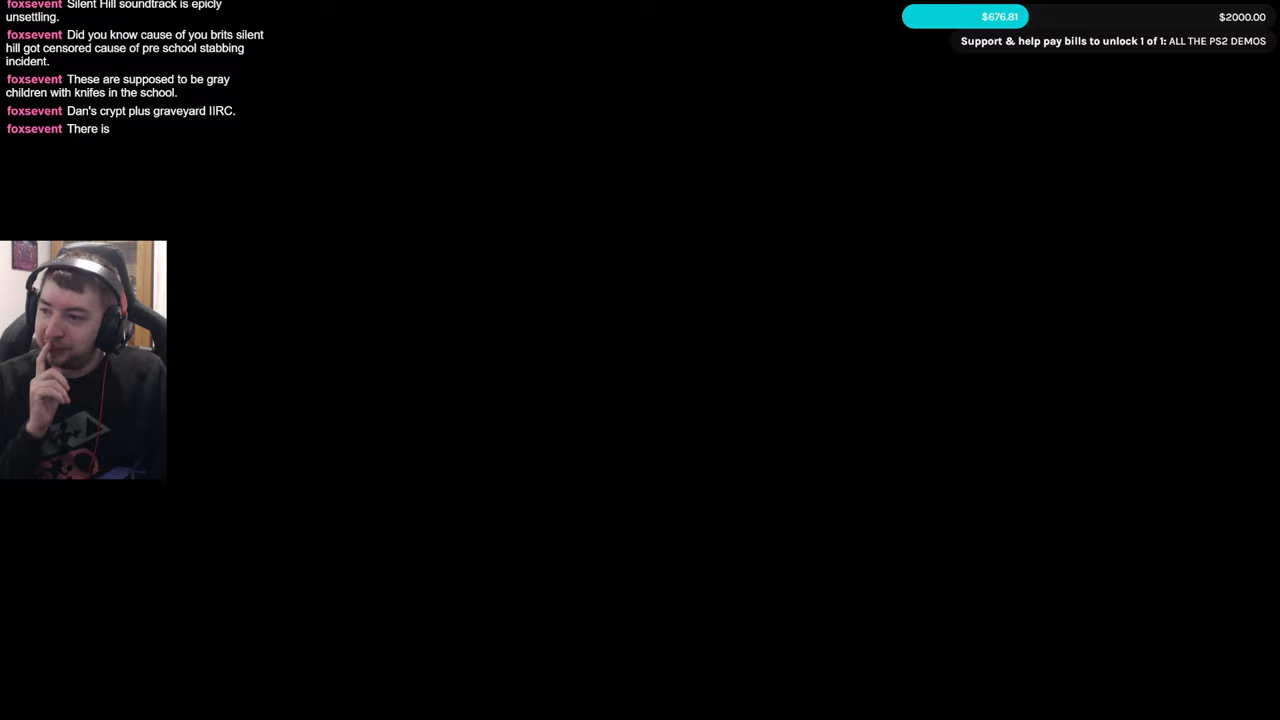 foxsevent Silent Hill soundtrack is epicly
unsettling.
foxsevent Did you know cause of you brits silent
hill got censored cause of pre school stabbing
incident.
foxsevent These are supposed to be gray
children with knifes in the school.
foxsevent Dan's crypt plus graveyard IIRC.
foxsevent There is
$676.81
$2000.00
Support & help pay bills to unlock 1 of 1: ALL THE PS2 DEMOS